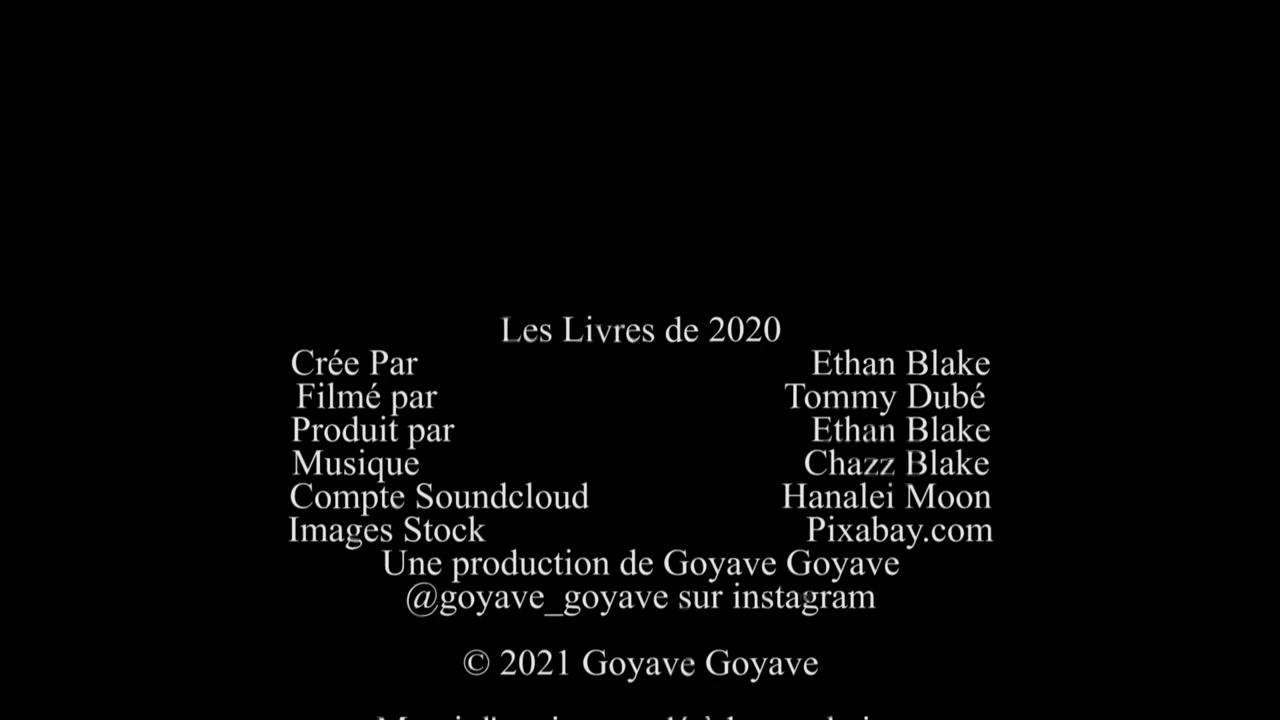 Les Livres de 2020
Crée Par Ethan Blake
Filmé par Tommy Dubé
Produit par Ethan Blake
Musique Chazz Blake
Compte Soundcloud Hanalei Moon
Images Stock Pixabay.com
Une production de Goyave Goyave
@goyave_goyave sur instagram
© 2021 Goyave Goyave